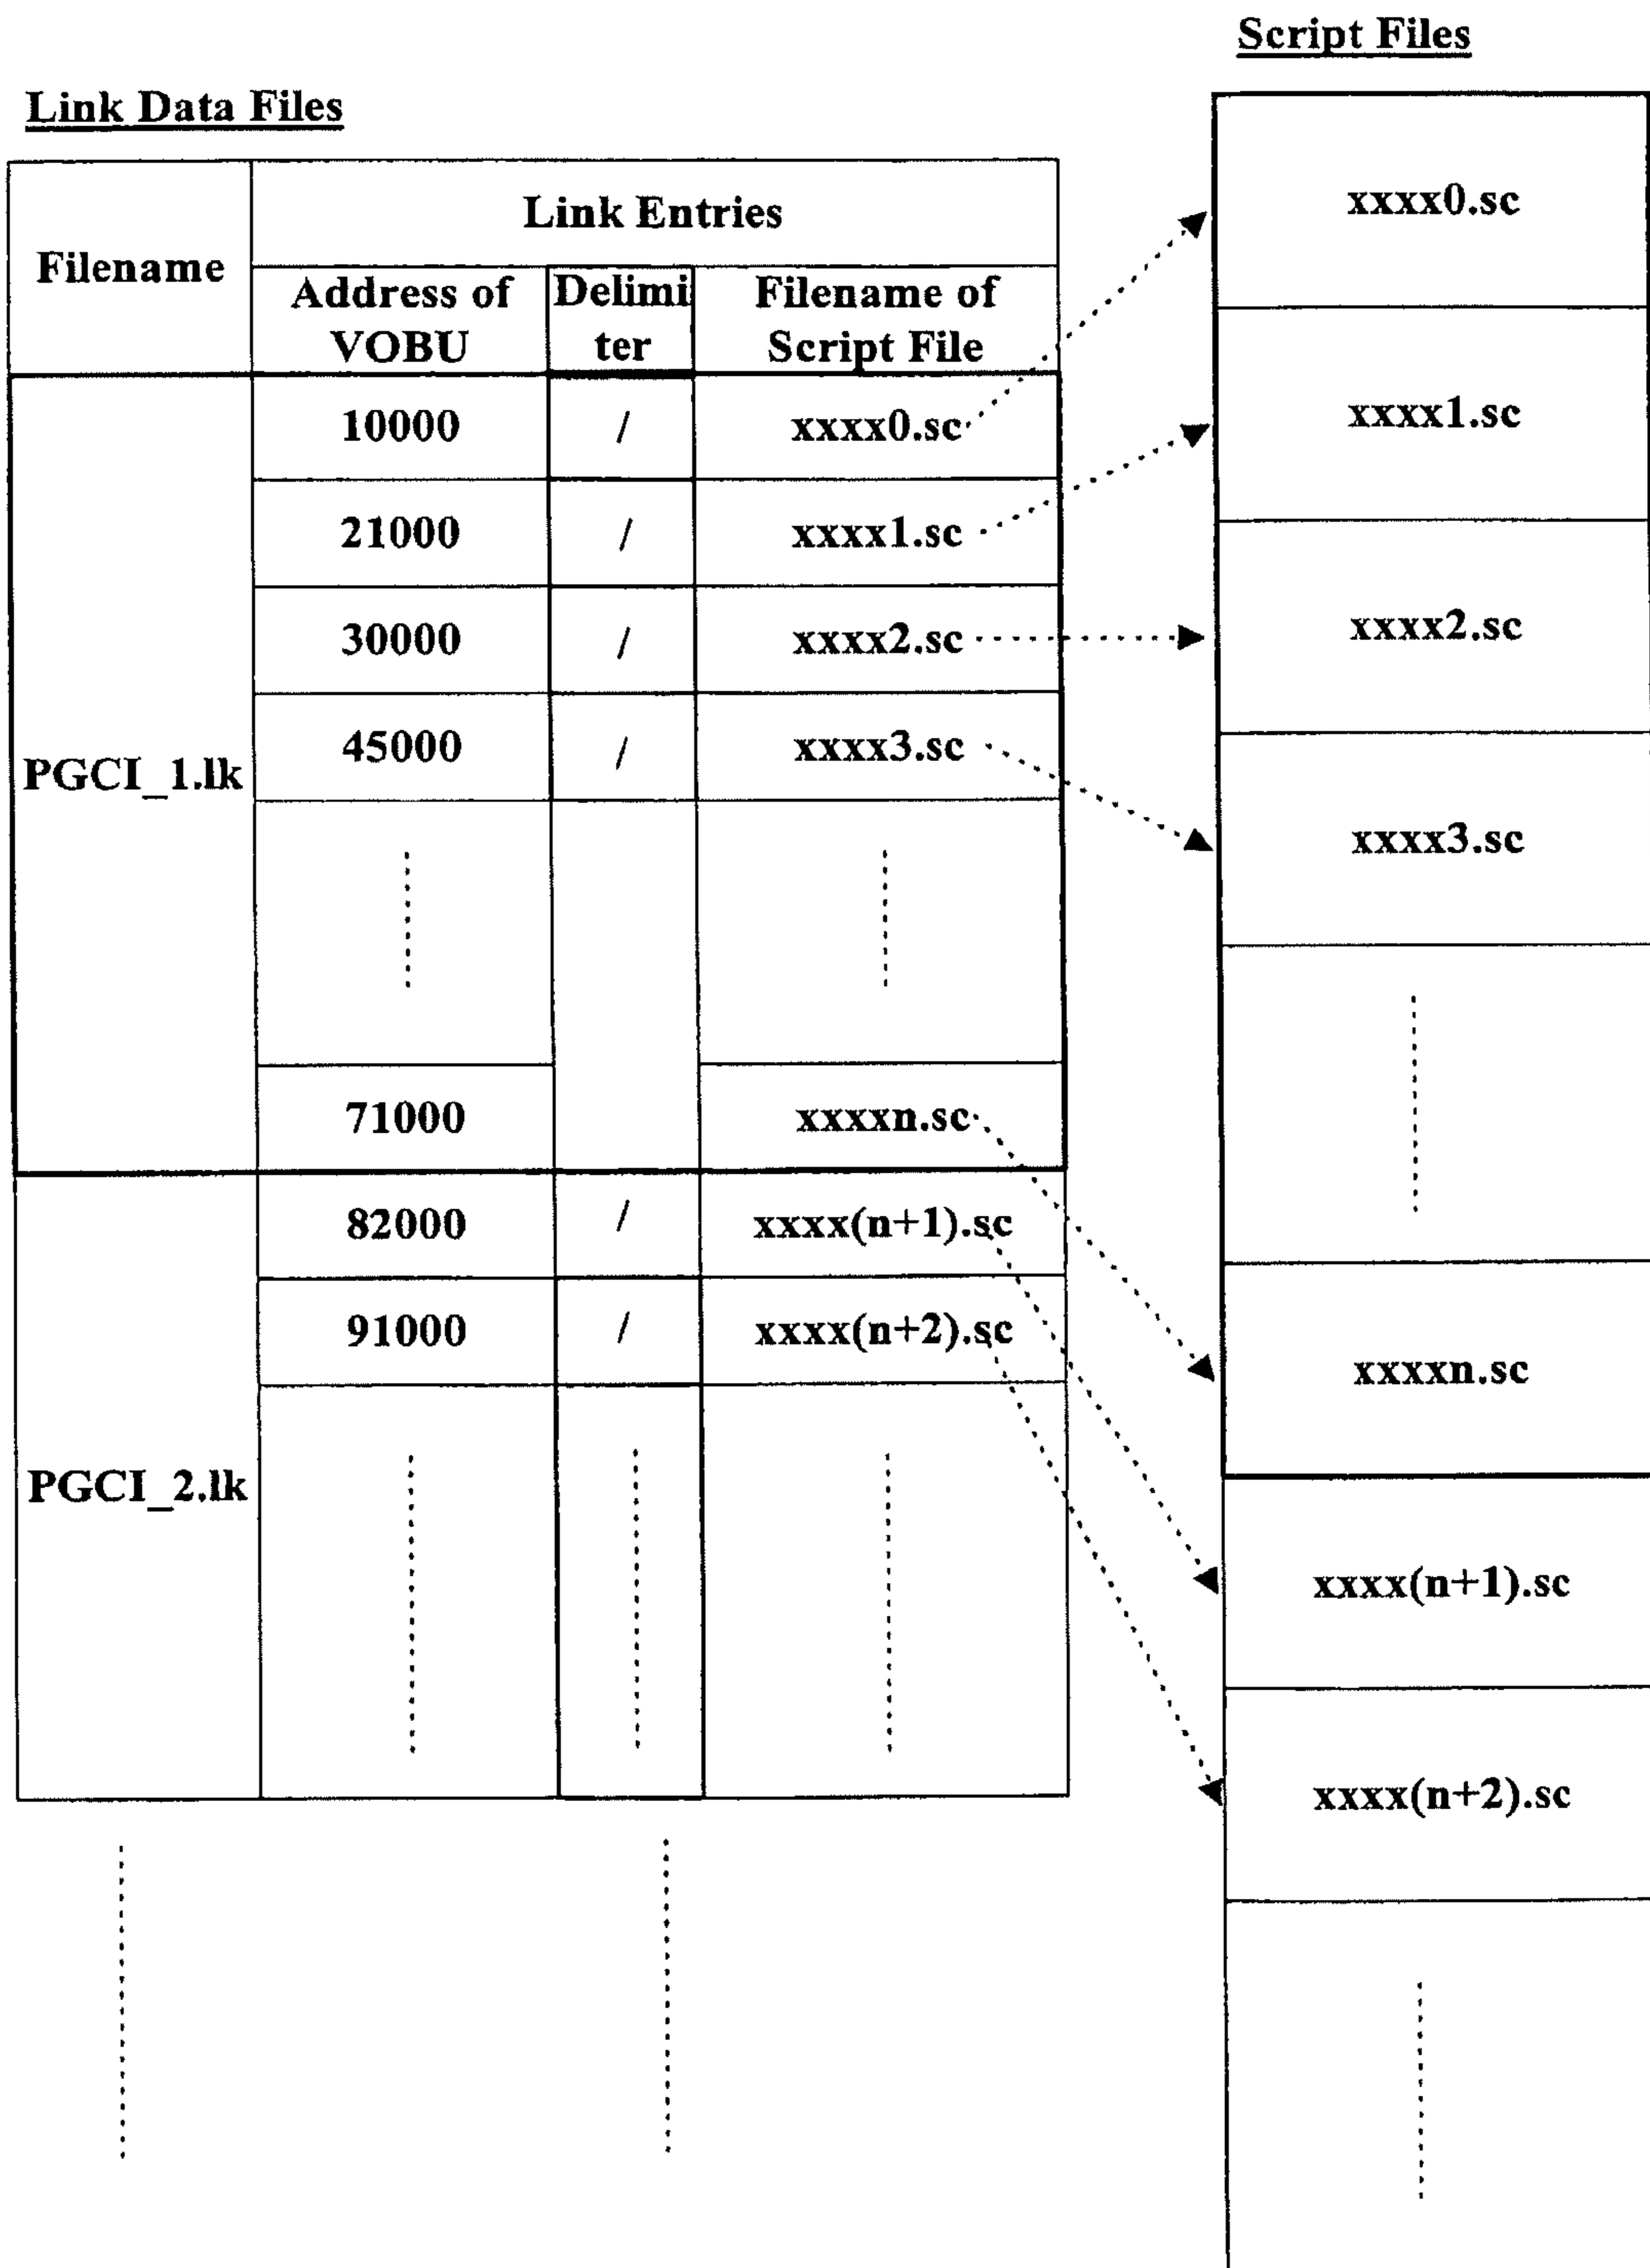 Script Files
Link Data Files
Filename
Link Entries
Address of
VOBU
Delimi
ter
Filename of
Script File
PGCI_1.lk
10000 / xxxx0.sc
21000 / xxxx1.sc
30000 / xxxx2.sc
45000 / xxxx3.sc
71000 xxxxn.sc
PGCI_2.lk
82000 / xxxx(n+1).sc
91000 / xxxx(n+2).sc
xxxx0.sc
xxxx1.sc
xxxx2.sc
xxxx3.sc
xxxxn.sc
xxxx(n+1).sc
xxxx(n+2).sc